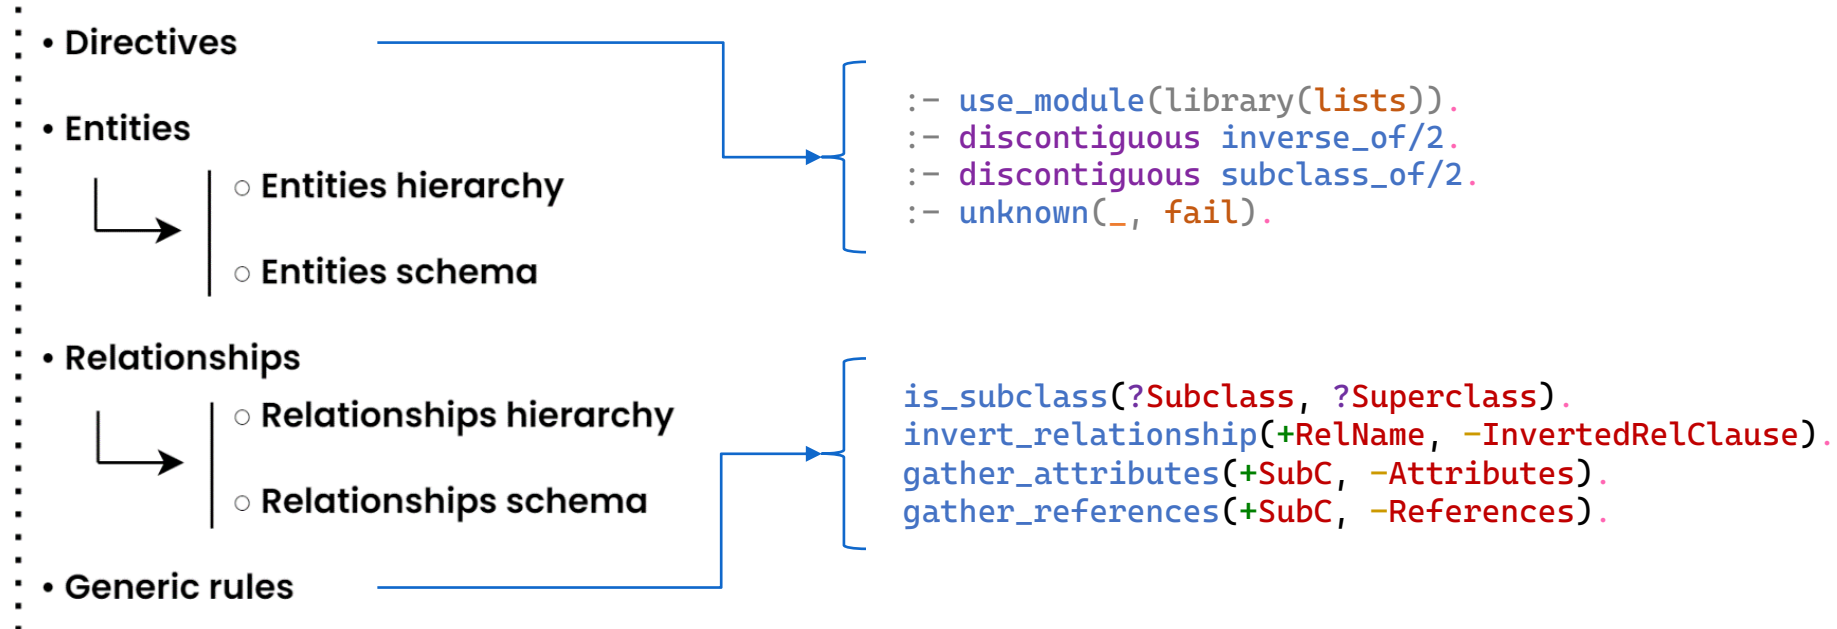 • Directives
• Entities
○ Entities hierarchy
○ Entities schema
• Relationships
○ Relationships hierarchy
○ Relationships schema
• Generic rules
:- use_module(library(lists)).
:- discontiguous inverse_of/2.
:- discontiguous subclass_of/2.
:- unknown(_, fail).
is_subclass(?Subclass, ?Superclass).
invert_relationship(+RelName, -InvertedRelClause).
gather_attributes(+SubC, -Attributes).
gather_references(+SubC, -References).